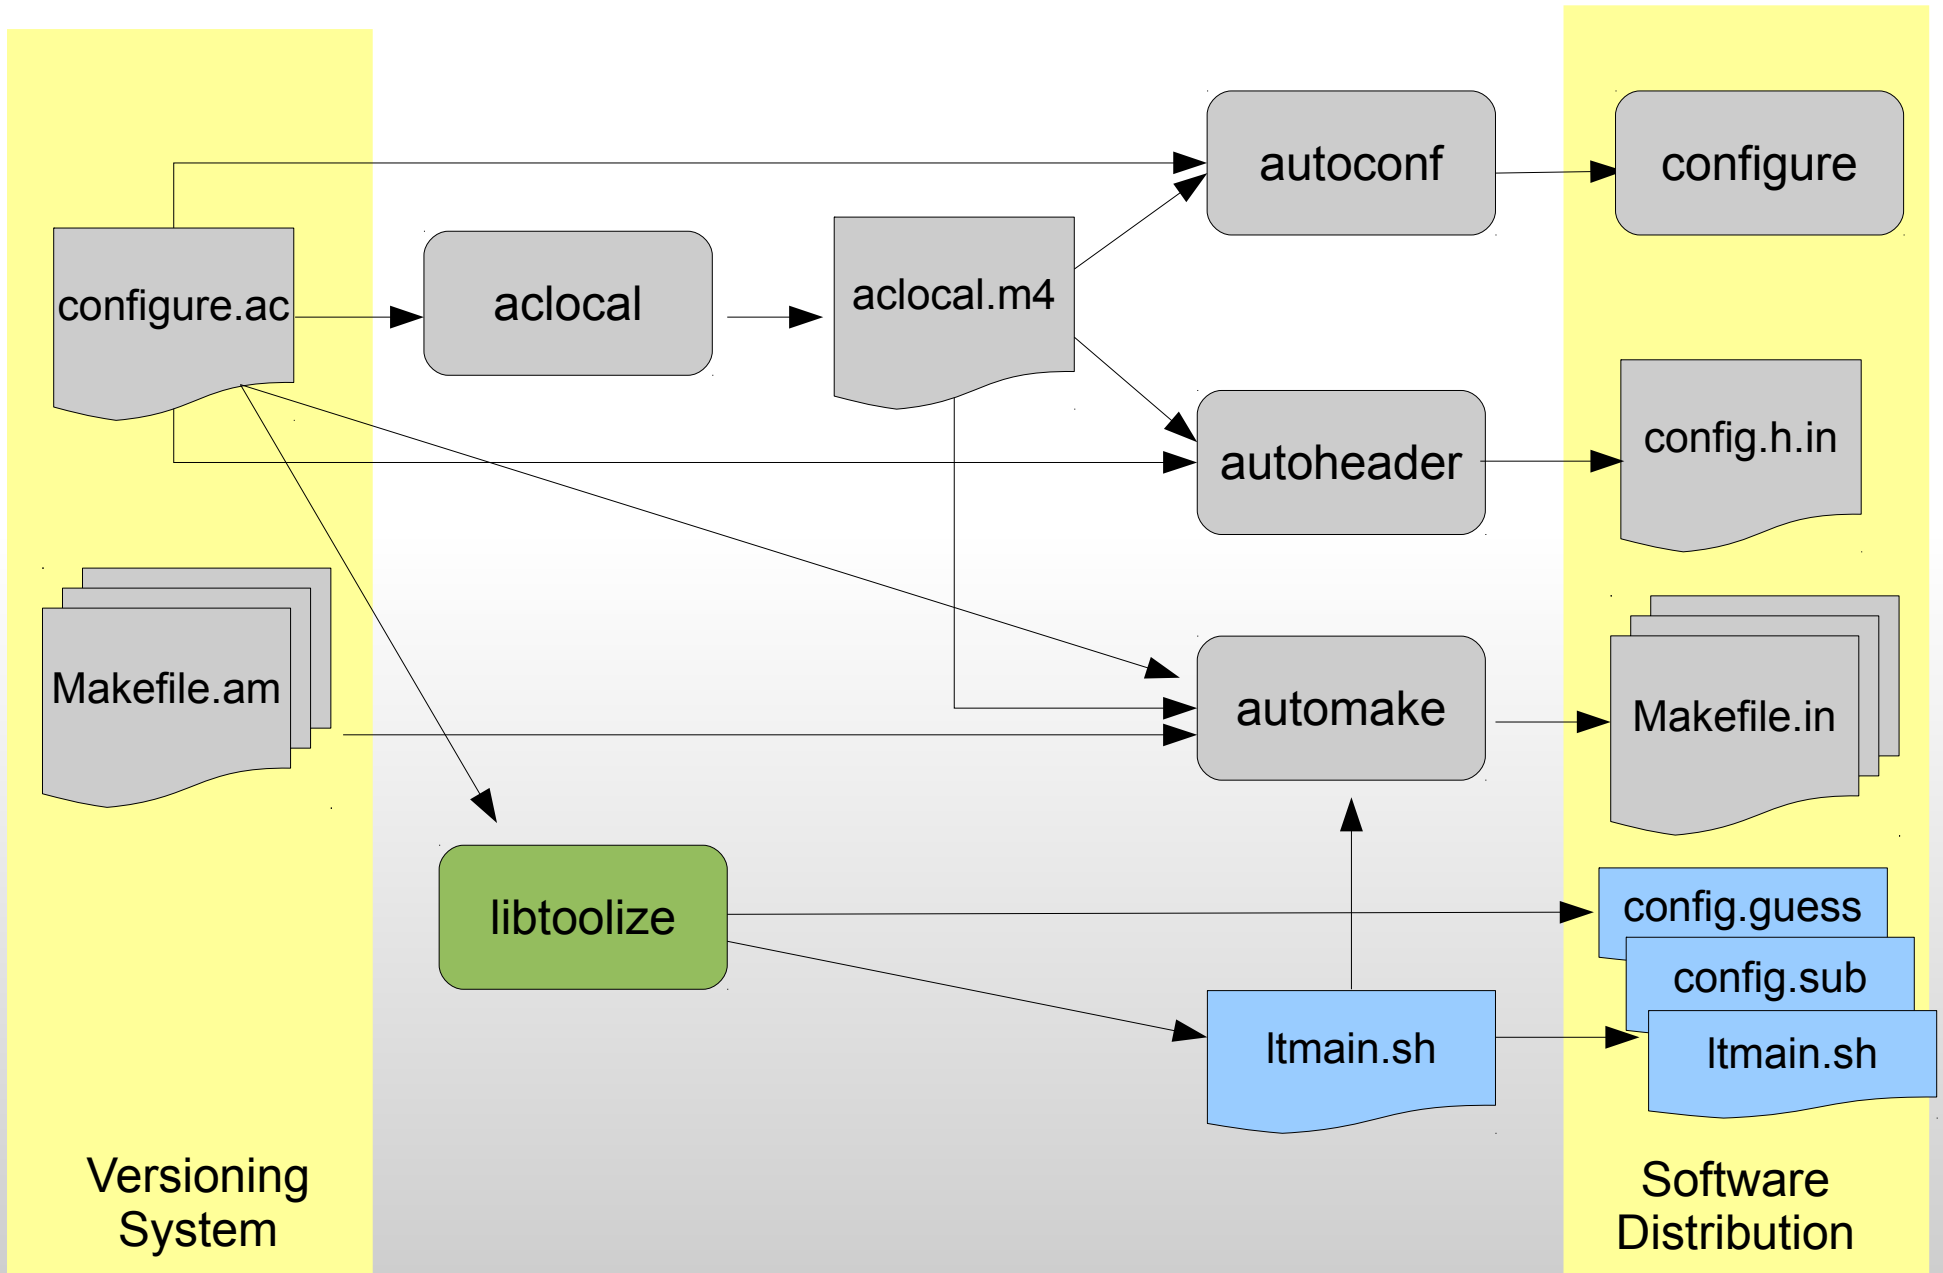 autoconf
configure
configure.ac
aclocal
aclocal.m4
autoheader
config.h.in
Makefile.am
automake
Makefile.in
libtoolize
config.guess
config.sub
ltmain.sh
ltmain.sh
Versioning
System
Software
Distribution